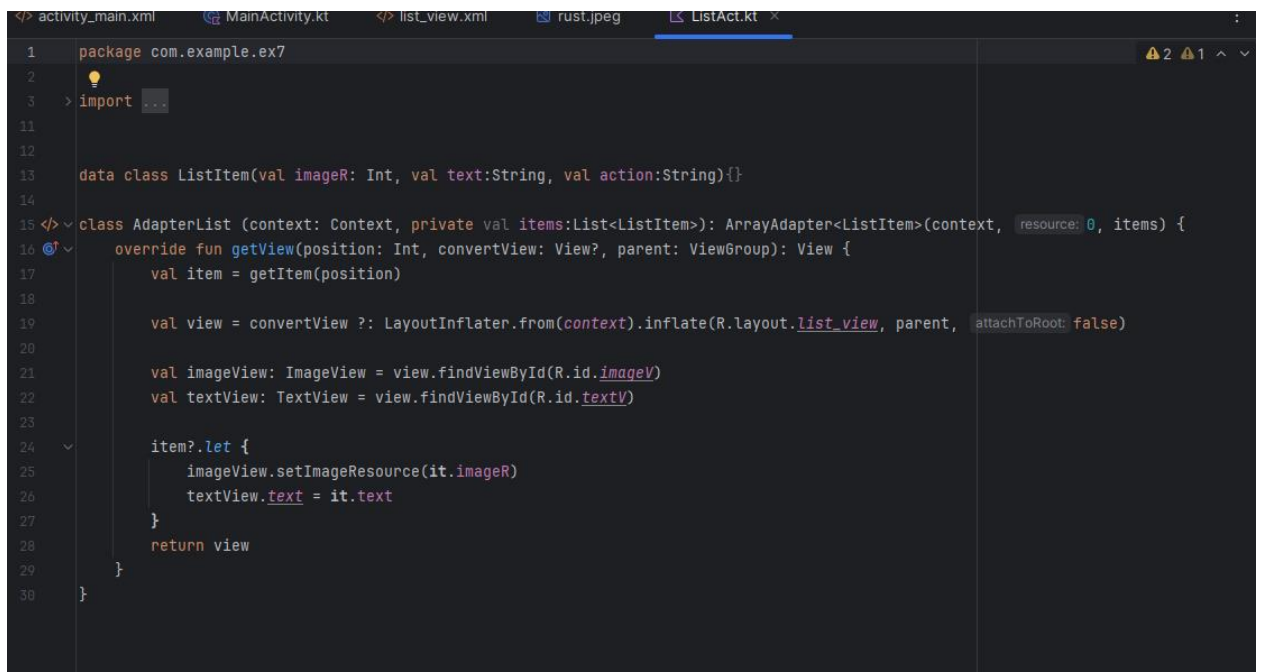 activity_main.xml MainActivity.kt list_view.xml rust.jpeg ListAct.kt
1 package com.example.ex7 2 1
2
3 import ...
11
12
13 data class ListItem(val imageR: Int, val text:String, val action:String){}
14
15 class AdapterList (context: Context, private val items:List<ListItem>): ArrayAdapter<ListItem>(context, resource: 0, items) {
16 override fun getView(position: Int, convertView: View?, parent: ViewGroup): View {
17 val item = getItem(position)
18
19 val view = convertView ?: LayoutInflater.from(context).inflate(R.layout.list_view, parent, attachToRoot: false)
20
21 val imageView: ImageView = view.findViewById(R.id.imageV)
22 val textView: TextView = view.findViewById(R.id.textV)
23
24 item?.let {
25 imageView.setImageResource(it.imageR)
26 textView.text = it.text
27 }
28 return view
29 }
30 }